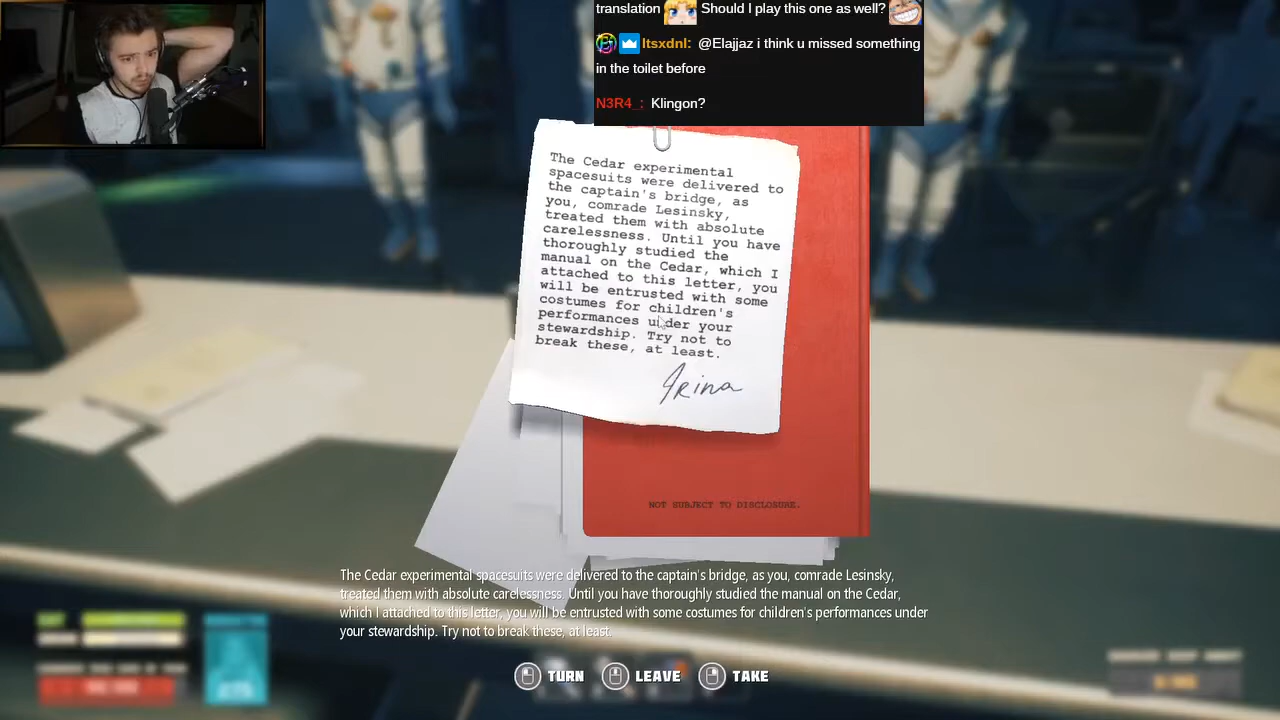 translation Should I play this one as well?
Itsxdnl: @Elajjaz i think u missed something
in the toilet before
N3R4_: Klingon?
The Cedar experimental
spacesuits were delivered to
the captain's bridge, as
you, comrade Lesinsky,
treated them with absolute
carelessness. Until you have
thoroughly studied the
manual on the Cedar, which I
attached to this letter, you
will be entrusted with some
costumes for children's
performances under your
stewardship. Try not to
break these, at least.
Irina
NOT SUBJECT TO DISCLOSURE.
The Cedar experimental spacesuits were delivered to the captain's bridge, as you, comrade Lesinsky,
treated them with absolute carelessness. Until you have thoroughly studied the manual on the Cedar,
which I attached to this letter, you will be entrusted with some costumes for children's performances under
your stewardship. Try not to break these, at least.
TURN LEAVE TAKE